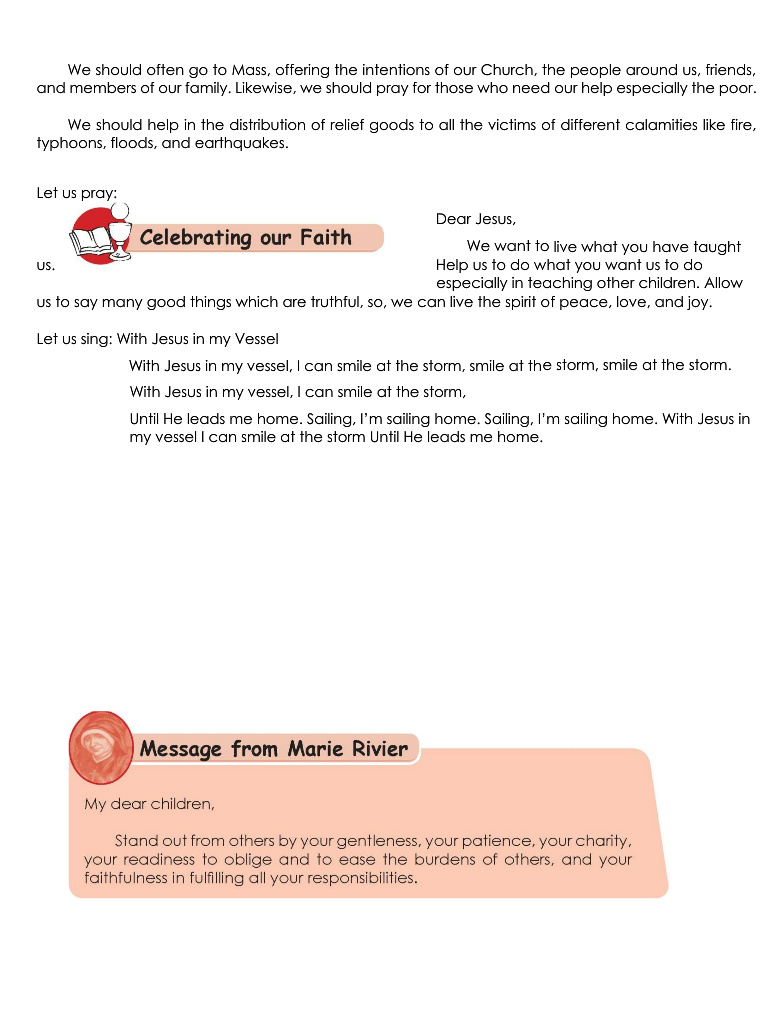 We should often go to Mass, offering the intentions of our Church, the people around us, friends,
and members of our family. Likewise, we should pray for those who need our help especially the poor.
We should help in the distribution of relief goods to all the victims of different calamities like fire,
typhoons, floods, and earthquakes.
Let us pray:
Celebrating our Faith
Dear Jesus,
We want to live what you have taught
us. Help us to do what you want us to do
especially in teaching other children. Allow
us to say many good things which are truthful, so, we can live the spirit of peace, love, and joy.
Let us sing: With Jesus in my Vessel
With Jesus in my vessel, I can smile at the storm, smile at the storm, smile at the storm.
With Jesus in my vessel, I can smile at the storm,
Until He leads me home. Sailing, I'm sailing home. Sailing, I'm sailing home. With Jesus in
my vessel I can smile at the storm Until He leads me home.
Message from Marie Rivier
My dear children,
Stand out from others by your gentleness, your patience, your charity,
your readiness to oblige and to ease the burdens of others, and your
faithfulness in fulfilling all your responsibilities.